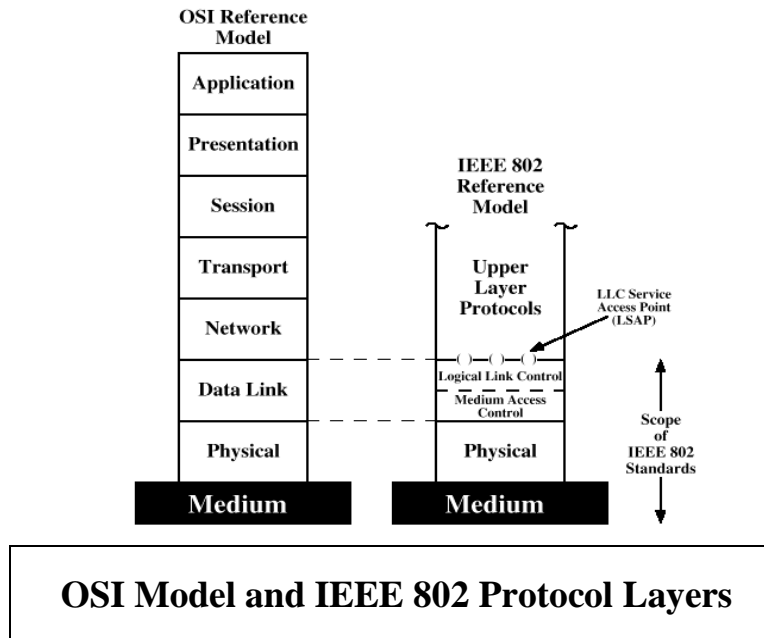 OSI Reference
Model
Application
Presentation
Session
Transport
Network
Data Link
Physical
Medium
IEEE 802
Reference
Model
Upper
Layer
Protocols
LLC Service
Access Point
(LSAP)
( ) ( ) ( )
Logical Link Control
Medium Access
Control
Physical
Medium
Scope
of
IEEE 802
Standards
OSI Model and IEEE 802 Protocol Layers